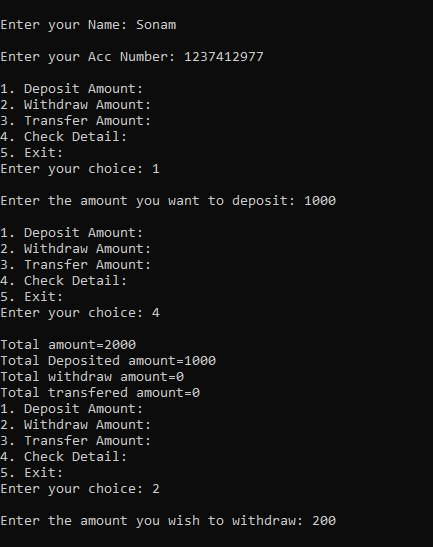 Enter your Name: Sonam
Enter your Acc Number: 1237412977
1. Deposit Amount:
2. Withdraw Amount:
3. Transfer Amount:
4. Check Detail:
5. Exit:
Enter your choice: 1
Enter the amount you want to deposit: 1000
1. Deposit Amount:
2. Withdraw Amount:
3. Transfer Amount:
4. Check Detail:
5. Exit:
Enter your choice: 4
Total amount=2000
Total Deposited amount=1000
Total withdraw amount=0
Total transfered amount=0
1. Deposit Amount:
2. Withdraw Amount:
3. Transfer Amount:
4. Check Detail:
5. Exit:
Enter your choice: 2
Enter the amount you wish to withdraw: 200